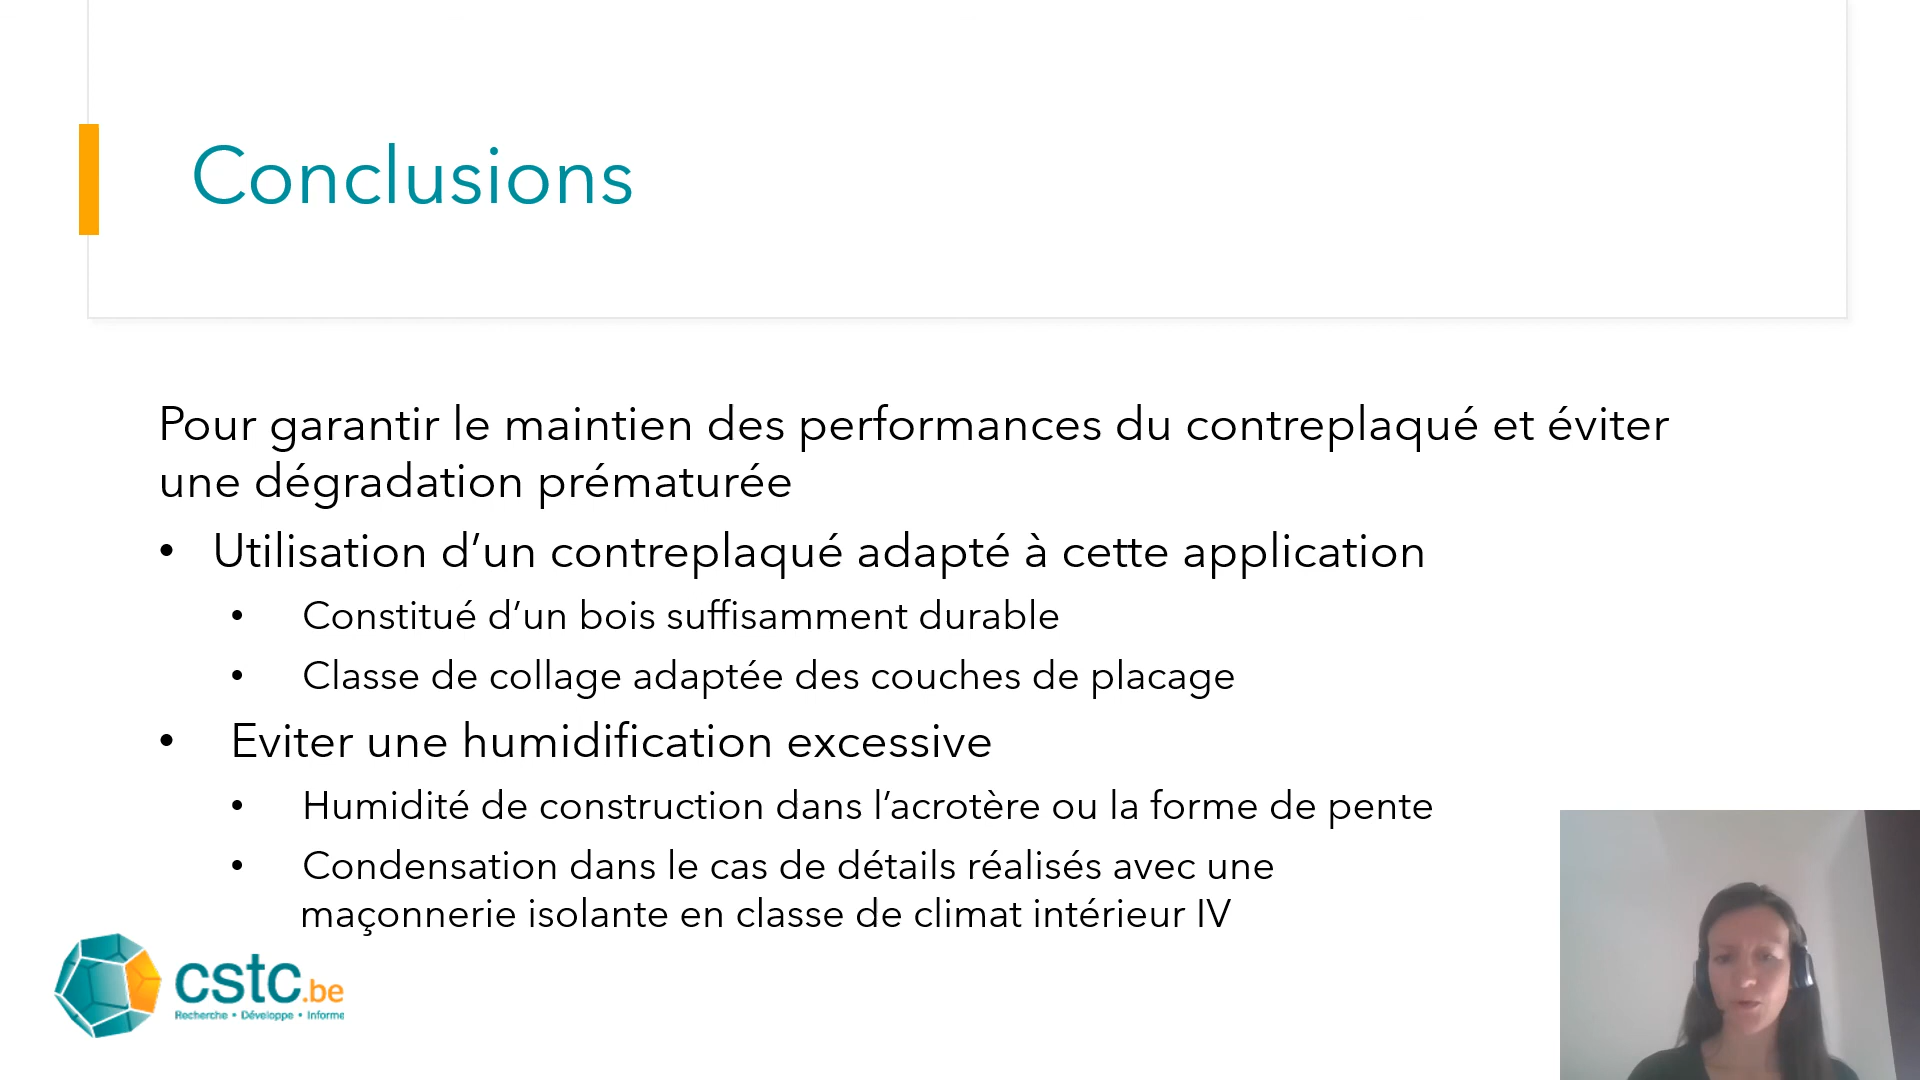 Conclusions
Pour garantir le maintien des performances du contreplaqué et éviter
une dégradation prématurée
• Utilisation d’un contreplaqué adapté à cette application
• Constitué d’un bois suffisamment durable
• Classe de collage adaptée des couches de placage
• Eviter une humidification excessive
• Humidité de construction dans l’acrotère ou la forme de pente
• Condensation dans le cas de détails réalisés avec une
maçonnerie isolante en classe de climat intérieur IV
cstc.be
Recherche • Développe • Informe